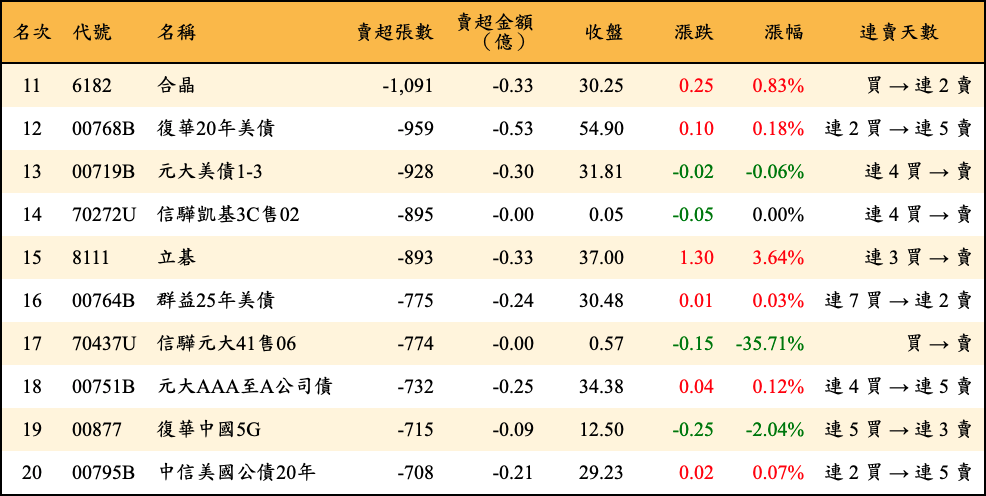 名次 代號 名稱 賣超張數 賣超金額（億） 收盤 漲跌 漲幅 連賣天數
11 6182 合晶 -1,091 -0.33 30.25 0.25 0.83% 買 → 連 2 賣
12 00768B 復華20年美債 -959 -0.53 54.90 0.10 0.18% 連 2 買 → 連 5 賣
13 00719B 元大美債1-3 -928 -0.30 31.81 -0.02 -0.06% 連 4 買 → 賣
14 70272U 信驊凱基3C售02 -895 -0.00 0.05 -0.05 0.00% 連 4 買 → 賣
15 8111 立碁 -893 -0.33 37.00 1.30 3.64% 連 3 買 → 賣
16 00764B 群益25年美債 -775 -0.24 30.48 0.01 0.03% 連 7 買 → 連 2 賣
17 70437U 信驊元大41售06 -774 -0.00 0.57 -0.15 -35.71% 買 → 賣
18 00751B 元大AAA至A公司債 -732 -0.25 34.38 0.04 0.12% 連 4 買 → 連 5 賣
19 00877 復華中國5G -715 -0.09 12.50 -0.25 -2.04% 連 5 買 → 連 3 賣
20 00795B 中信美國公債20年 -708 -0.21 29.23 0.02 0.07% 連 2 買 → 連 5 賣